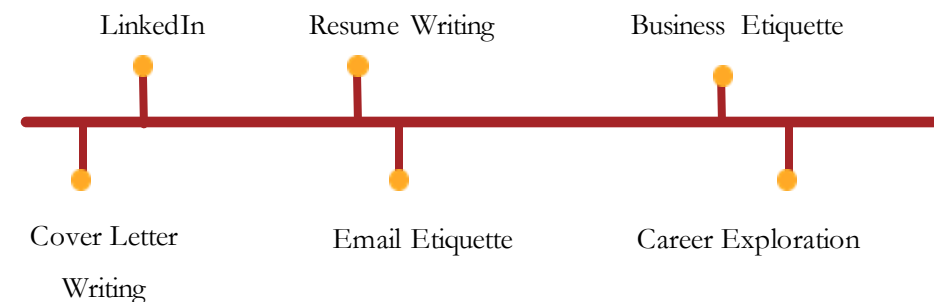 LinkedIn
Resume Writing
Business Etiquette
Cover Letter
Writing
Email Etiquette
Career Exploration